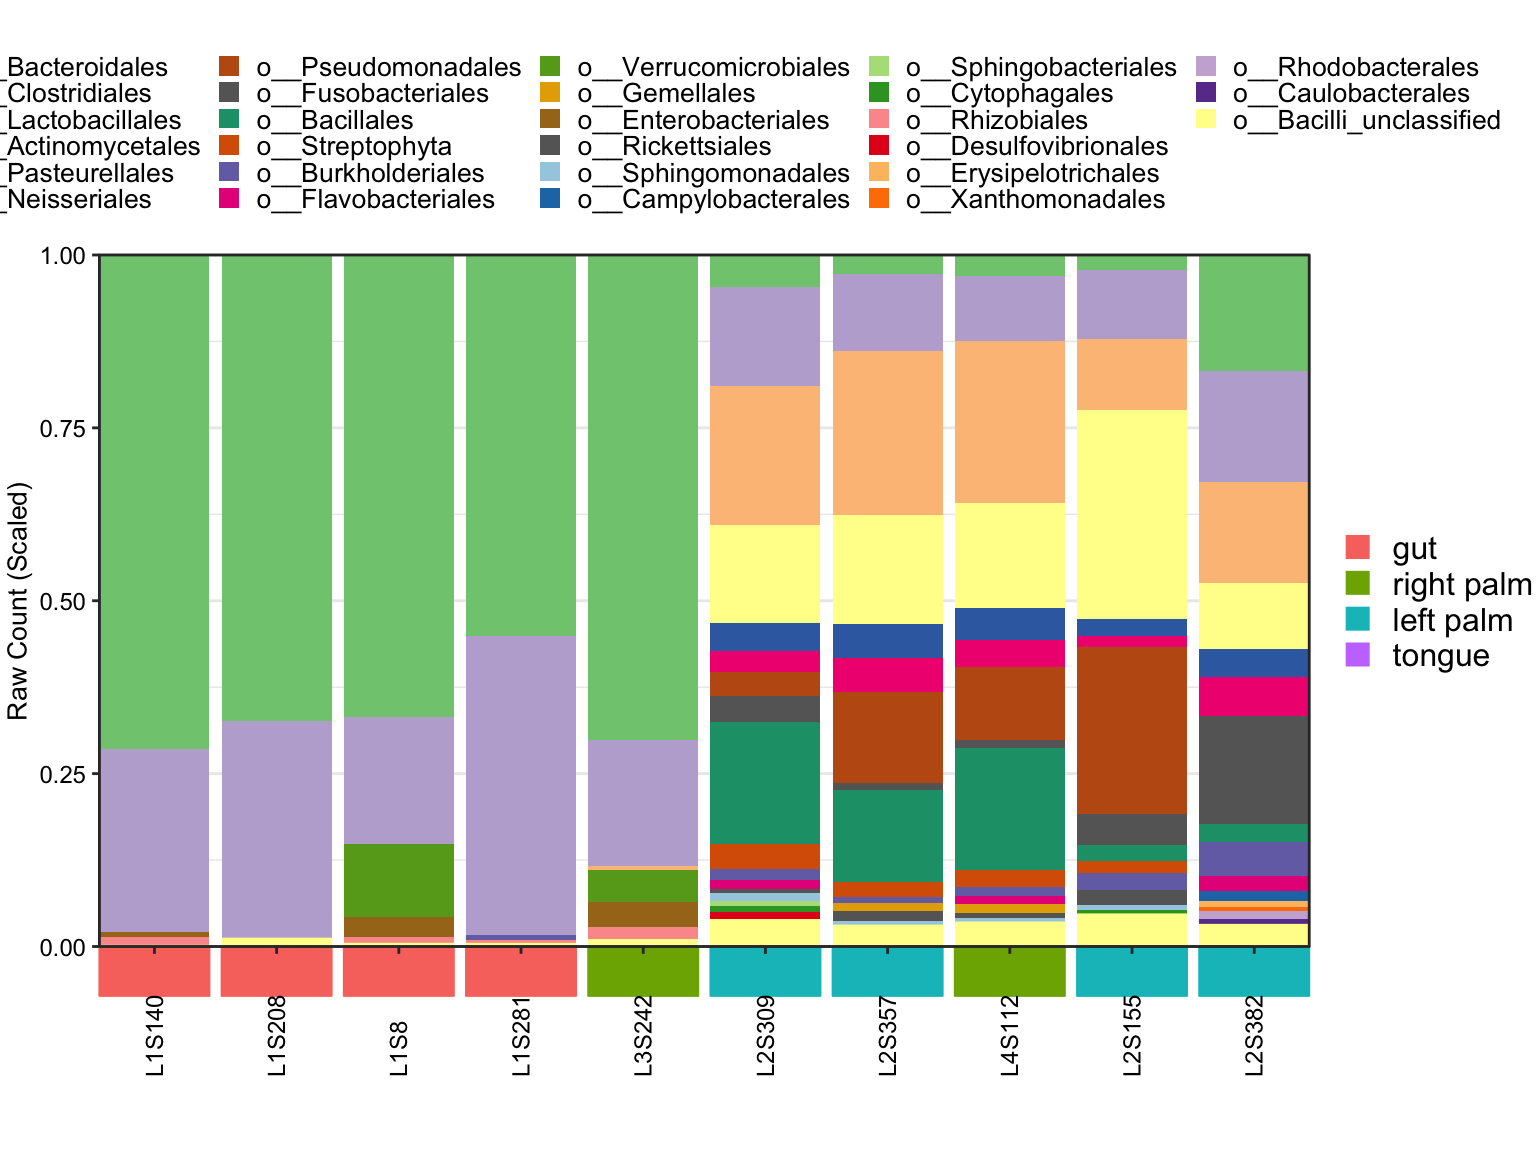 _Bacteroidales o__Pseudomonadales o__Verrucomicrobiales o__Sphingobacteriales o__Rhodobacterales
_Clostridiales o__Fusobacteriales o__Gemellales o__Cytophagales o__Caulobacterales
_Lactobacillales o__Bacillales o__Enterobacteriales o__Rhizobiales o__Bacilli_unclassified
_Actinomycetales o__Streptophyta o__Rickettsiales o__Desulfovibrionales
_Pasteurellales o__Burkholderiales o__Sphingomonadales o__Erysipelotrichales
_Neisseriales o__Flavobacteriales o__Campylobacterales o__Xanthomonadales
Raw Count (Scaled)
1.00
0.75
0.50
0.25
0.00
gut
right palm
left palm
tongue
L1S140
L1S208
L1S8
L1S281
L3S242
L2S309
L2S357
L4S112
L2S155
L2S382